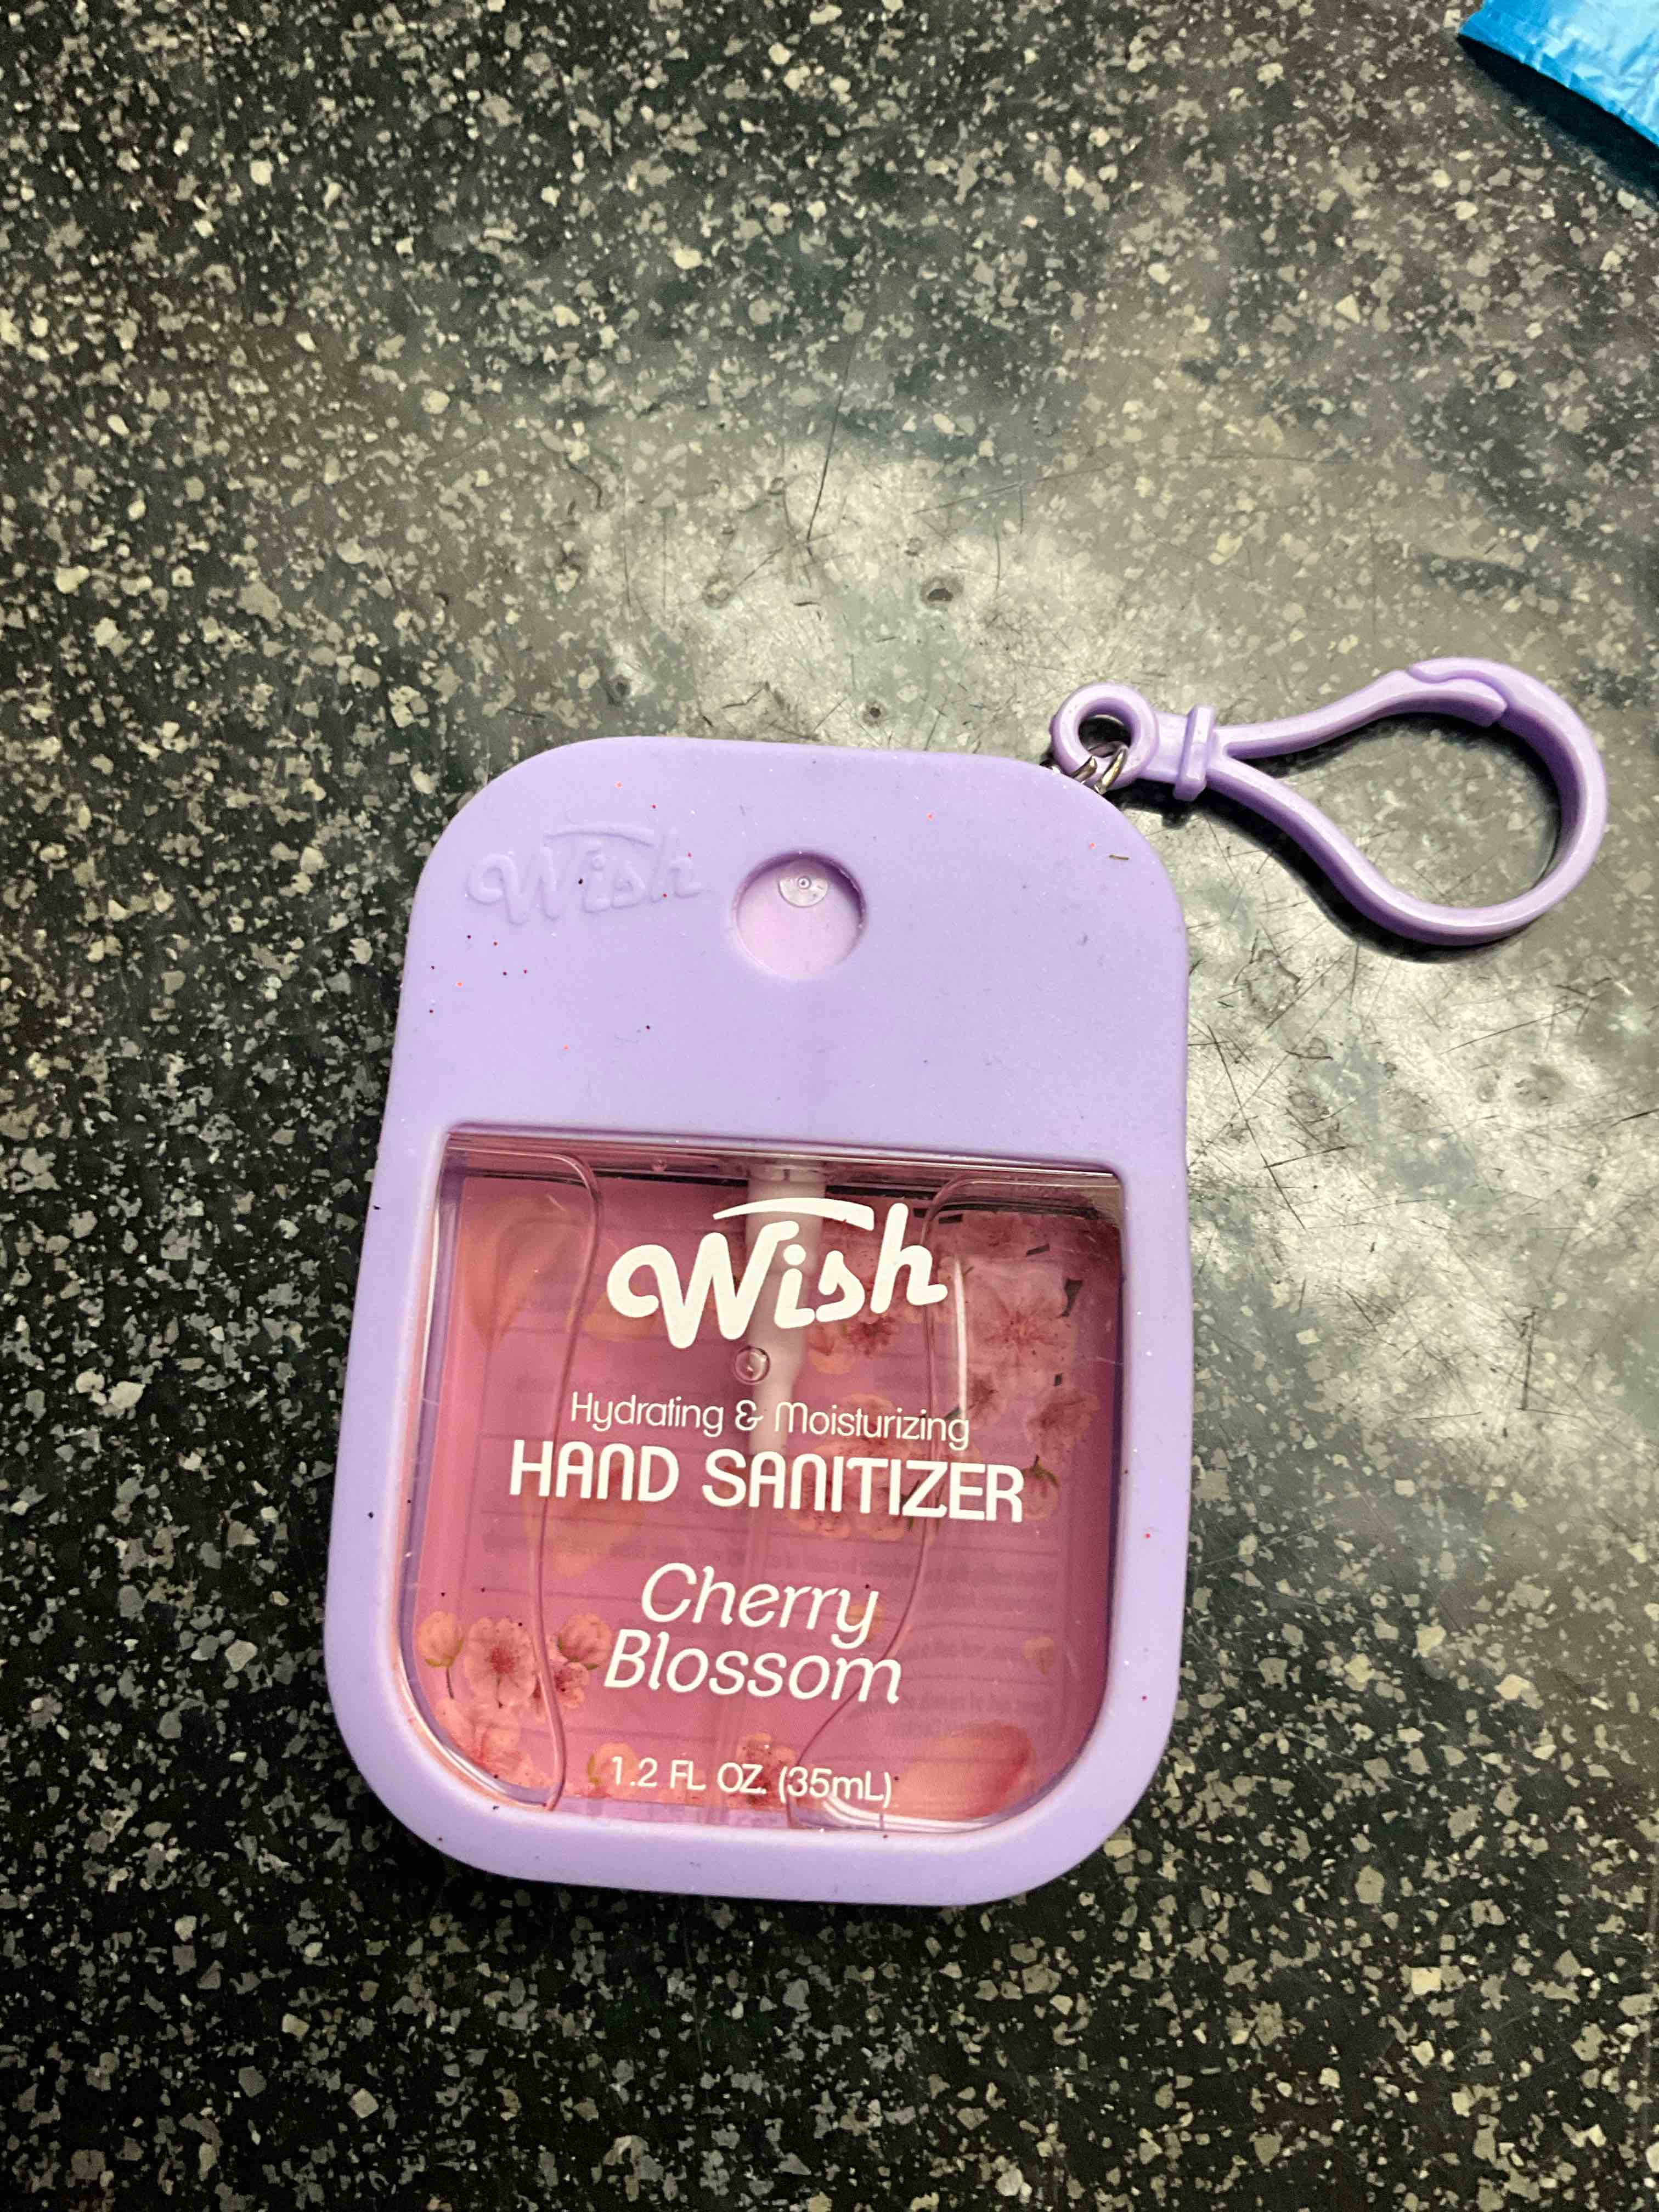 Wish
Wish
Hydrating & Moisturizing
HAND SANITIZER
Cherry
Blossom
1.2 FL OZ. (35mL)